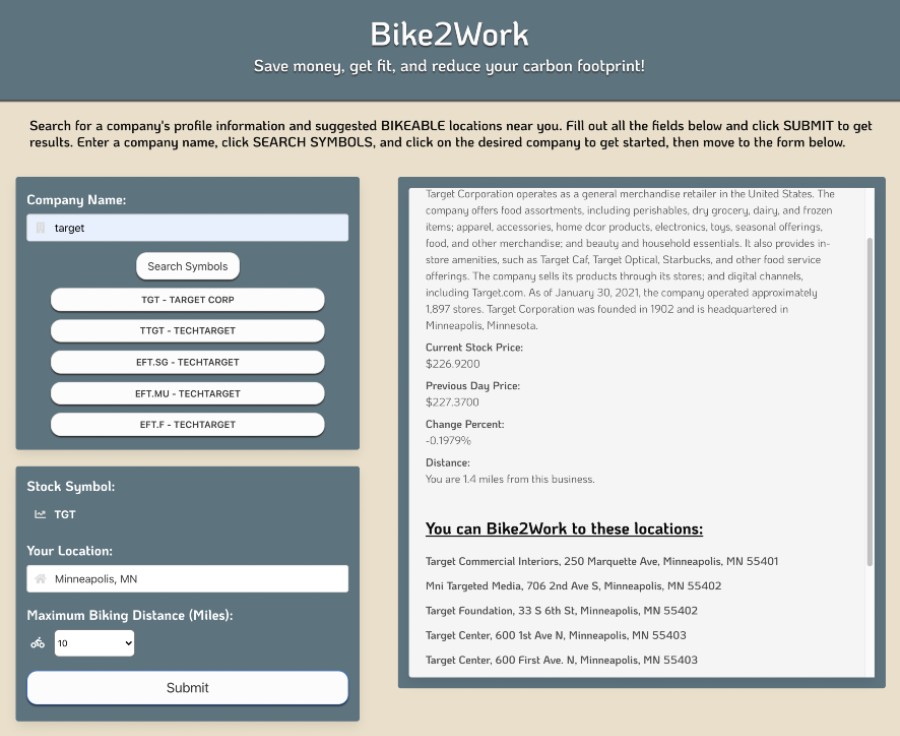 Bike2Work
Save money, get fit, and reduce your carbon footprint!
Search for a company's profile information and suggested BIKEABLE locations near you. Fill out all the fields below and click SUBMIT to get
results. Enter a company name, click SEARCH SYMBOLS, and click on the desired company to get started, then move to the form below.
Company Name:
target
Search Symbols
TGT - TARGET CORP
TTGT - TECHTARGET
EFT.SG - TECHTARGET
EFT.MU - TECHTARGET
EFT.F - TECHTARGET
Stock Symbol:
TGT
Your Location:
Minneapolis, MN
Maximum Biking Distance (Miles):
10
Submit
Target Corporation operates as a general merchandise retailer in the United States. The
company offers food assortments, including perishables, dry grocery, dairy, and frozen
items; apparel, accessories, home dcor products, electronics, toys, seasonal offerings,
food, and other merchandise; and beauty and household essentials. It also provides in-
store amenities, such as Target Caf, Target Optical, Starbucks, and other food service
offerings. The company sells its products through its stores; and digital channels,
including Target.com. As of January 30, 2021, the company operated approximately
1,897 stores. Target Corporation was founded in 1902 and is headquartered in
Minneapolis, Minnesota.
Current Stock Price:
$226.9200
Previous Day Price:
$227.3700
Change Percent:
-0.1979%
Distance:
You are 1.4 miles from this business.
You can Bike2Work to these locations:
Target Commercial Interiors, 250 Marquette Ave, Minneapolis, MN 55401
Mni Targeted Media, 706 2nd Ave S, Minneapolis, MN 55402
Target Foundation, 33 S 6th St, Minneapolis, MN 55402
Target Center, 600 1st Ave N, Minneapolis, MN 55403
Target Center, 600 First Ave. N, Minneapolis, MN 55403